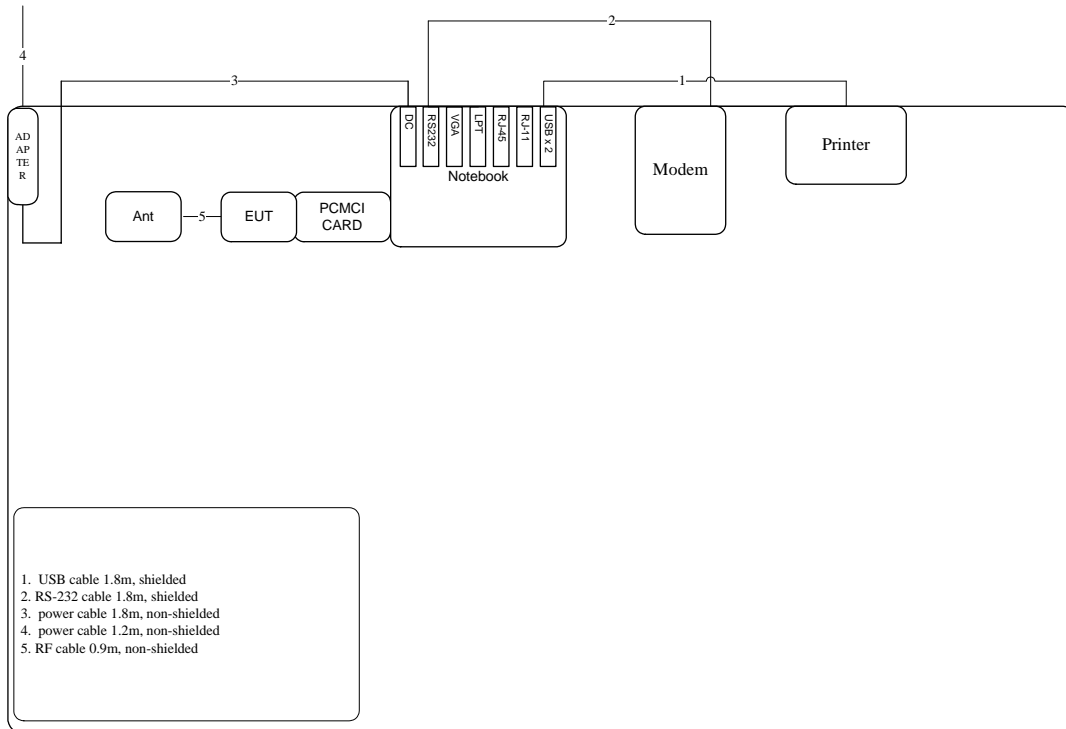 2
4
3
1
AD
AP
TE
R
DC
RS232
VGA
LPT
RJ-45
RJ-11
USB x 2
Notebook
Modem
Printer
Ant
5
EUT
PCMCI
CARD
1. USB cable 1.8m, shielded
2. RS-232 cable 1.8m, shielded
3. power cable 1.8m, non-shielded
4. power cable 1.2m, non-shielded
5. RF cable 0.9m, non-shielded